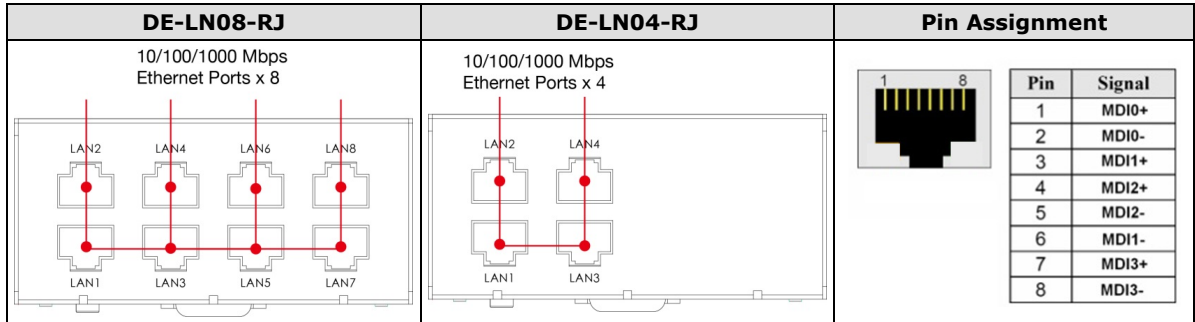 DE-LN08-RJ
DE-LN04-RJ
Pin Assignment
10/100/1000 Mbps
Ethernet Ports x 8
LAN2 LAN4 LAN6 LAN8
LAN1 LAN3 LAN5 LAN7
10/100/1000 Mbps
Ethernet Ports x 4
LAN2 LAN4
LAN1 LAN3
1 8
Pin Signal
1 MDI0+
2 MDI0-
3 MDI1+
4 MDI2+
5 MDI2-
6 MDI1-
7 MDI3+
8 MDI3-